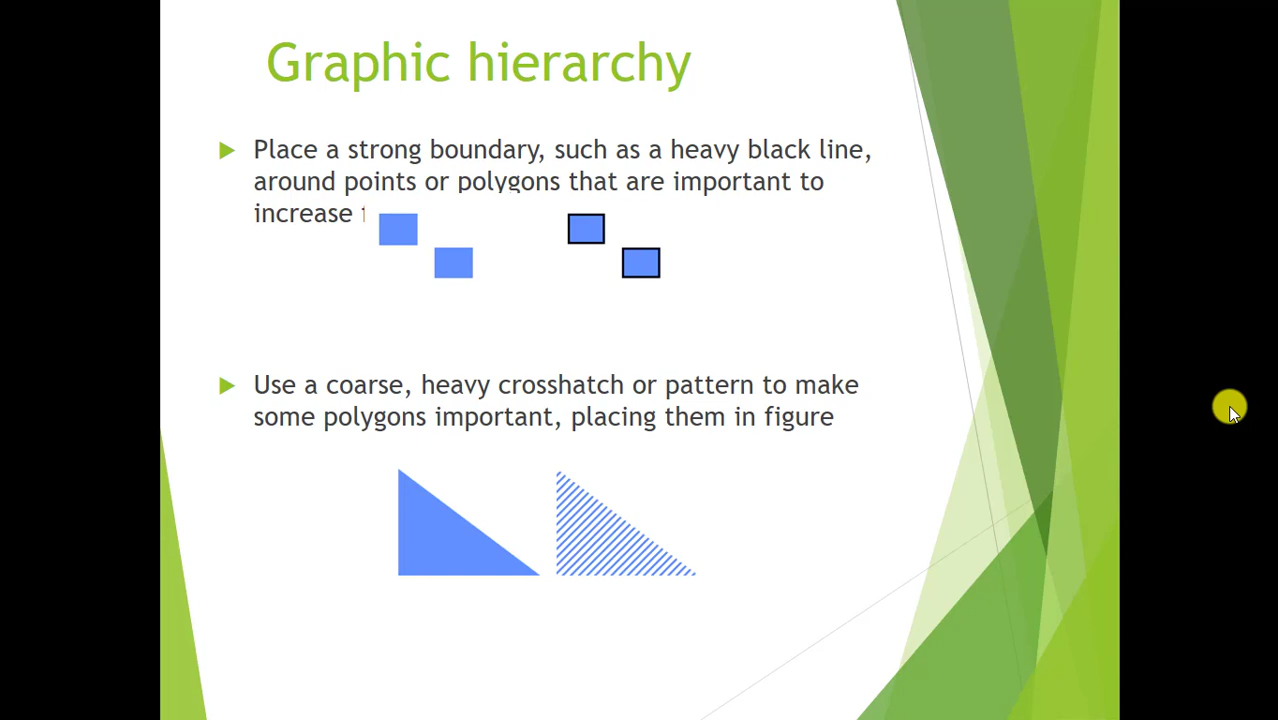 Graphic hierarchy
Place a strong boundary, such as a heavy black line,
around points or polygons that are important to
increase
Use a coarse, heavy crosshatch or pattern to make
some polygons important, placing them in figure